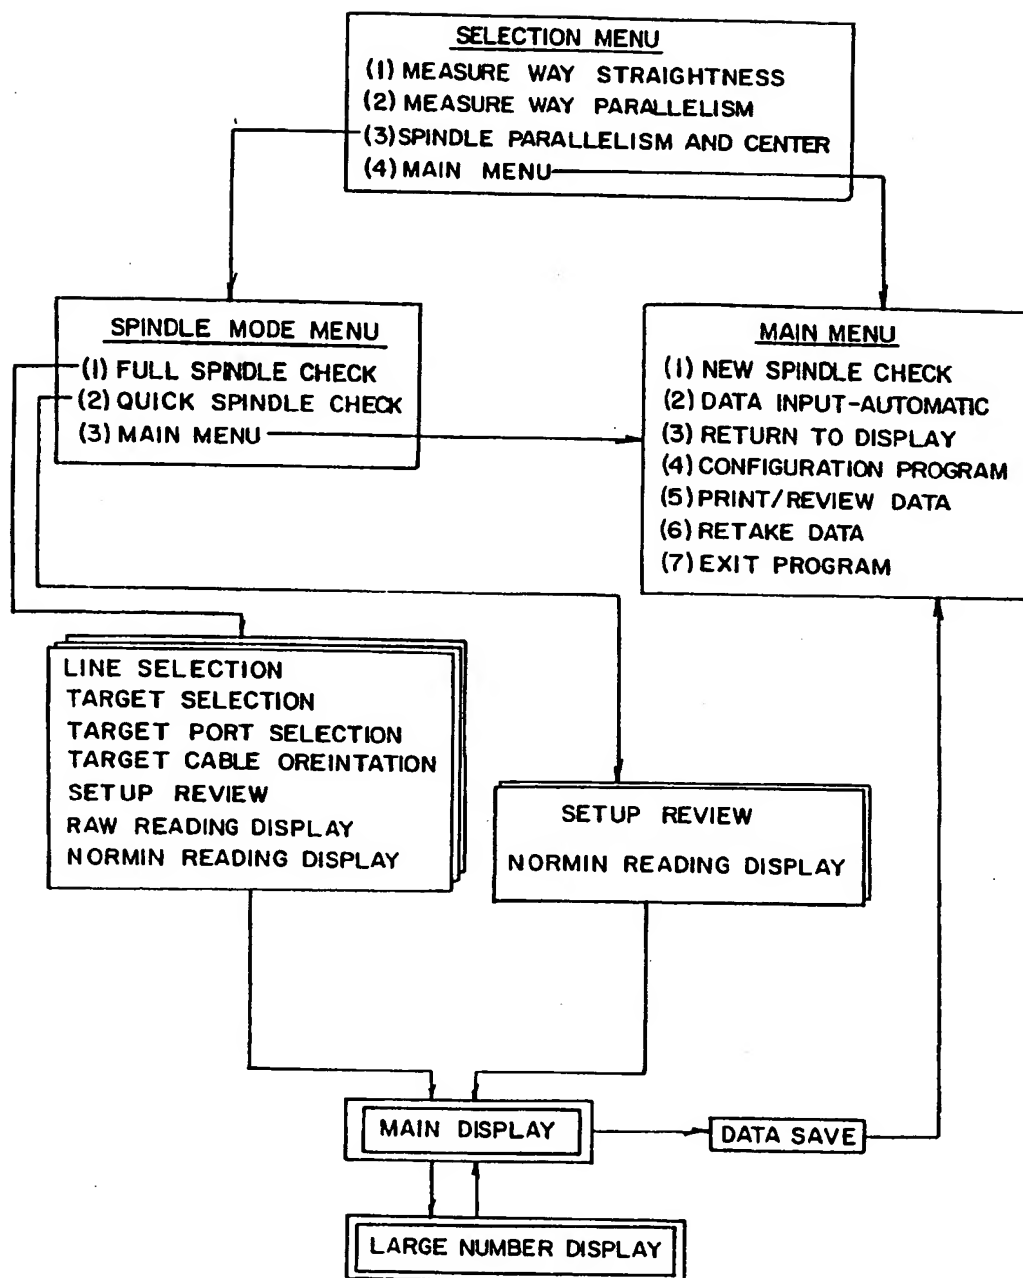 SELECTION MENU
(1) MEASURE WAY STRAIGHTNESS
(2) MEASURE WAY PARALLELISM
(3) SPINDLE PARALLELISM AND CENTER
(4) MAIN MENU
SPINDLE MODE MENU
(1) FULL SPINDLE CHECK
(2) QUICK SPINDLE CHECK
(3) MAIN MENU
MAIN MENU
(1) NEW SPINDLE CHECK
(2) DATA INPUT-AUTOMATIC
(3) RETURN TO DISPLAY
(4) CONFIGURATION PROGRAM
(5) PRINT/REVIEW DATA
(6) RETAKE DATA
(7) EXIT PROGRAM
LINE SELECTION
TARGET SELECTION
TARGET PORT SELECTION
TARGET CABLE OREINTATION
SETUP REVIEW
RAW READING DISPLAY
NORMIN READING DISPLAY
SETUP REVIEW
NORMIN READING DISPLAY
MAIN DISPLAY
DATA SAVE
LARGE NUMBER DISPLAY